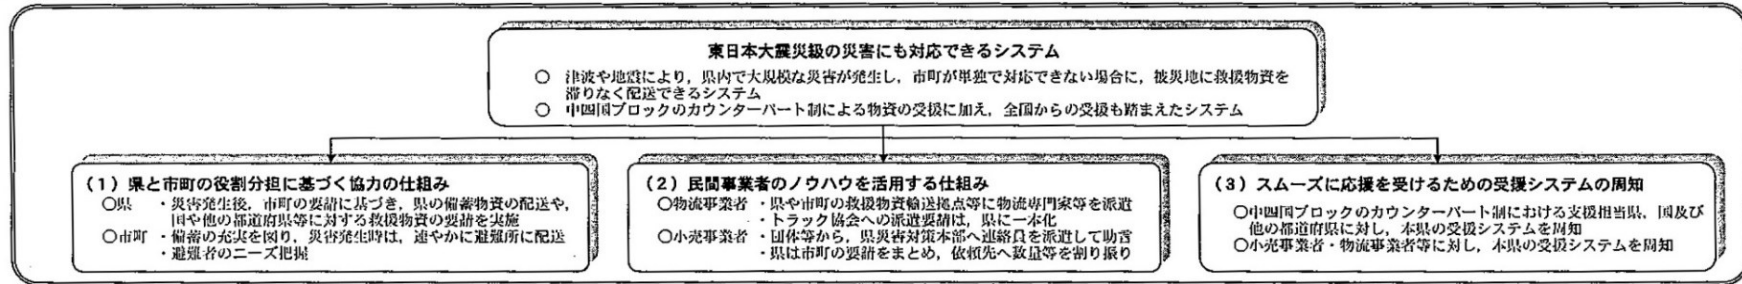 東日本大震災級の災害にも対応できるシステム
○ 津波や地震により，県内で大規模な災害が発生し，市町が単独で対応できない場合に，被災地に救援物資を
滞りなく配送できるシステム
○ 中四国ブロックのカウンターパート制による物資の受援に加え，全国からの受援も踏まえたシステム
（1）県と市町の役割分担に基づく協力の仕組み
○県　・災害発生後，市町の要請に基づき，県の備蓄物資の配送や，
国や他の都道府県等に対する救援物資の要請を実施
○市町・備蓄の充実を図り，災害発生時は，速やかに避難所に配送
・避難者のニーズ把握
（2）民間事業者のノウハウを活用する仕組み
○物流事業者・県や市町の救援物資輸送拠点等に物流専門家等を派遣
・トラック協会への派遣要請は，県に一本化
○小売事業者・団体等から，県災害対策本部へ連絡員を派遣して助言
・県は市町の要請をまとめ，依頼先へ数量等を割り振り
（3）スムーズに応援を受けるための受援システムの周知
○中四国ブロックのカウンターパート制における支援担当県，国及び
他の都道府県に対し，本県の受援システムを周知
○小売事業者・物流事業者等に対し，本県の受援システムを周知